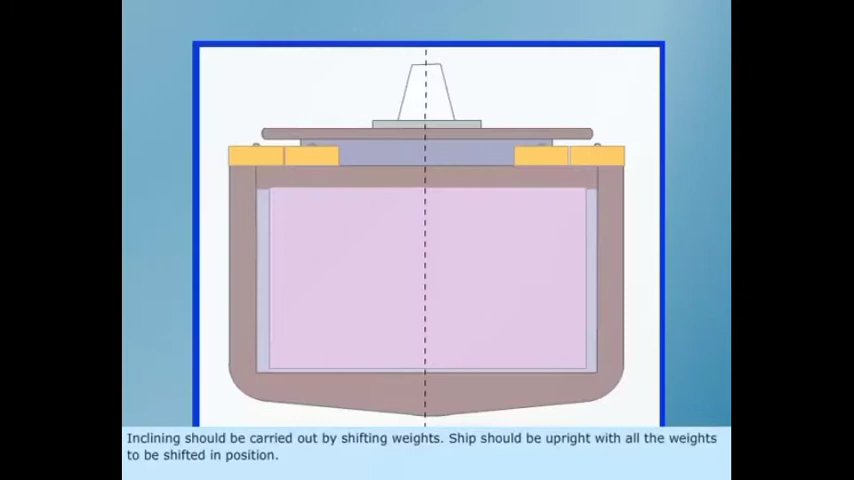 Inclining should be carried out by shifting weights. Ship should be upright with all the weights
to be shifted in position.